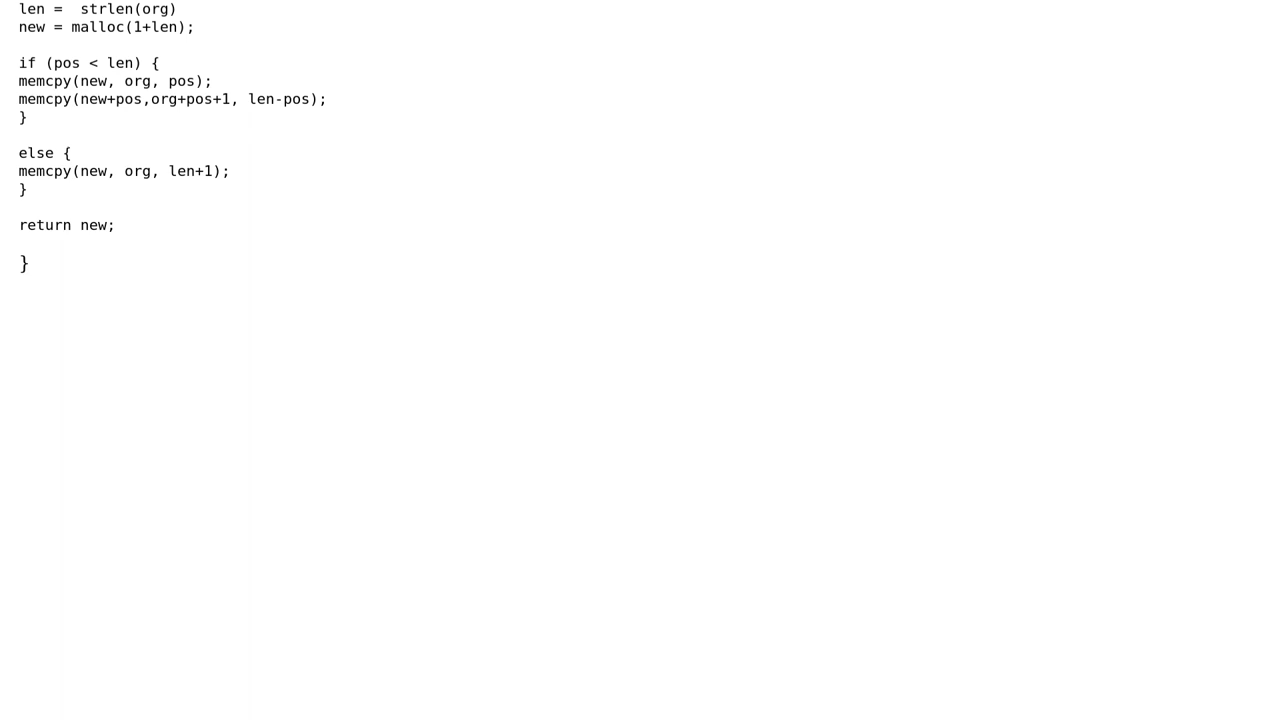 len =  strlen(org)
new = malloc(1+len);
if (pos < len) {
memcpy(new, org, pos);
memcpy(new+pos,org+pos+1, len-pos);
}
else {
memcpy(new, org, len+1);
}
return new;
}